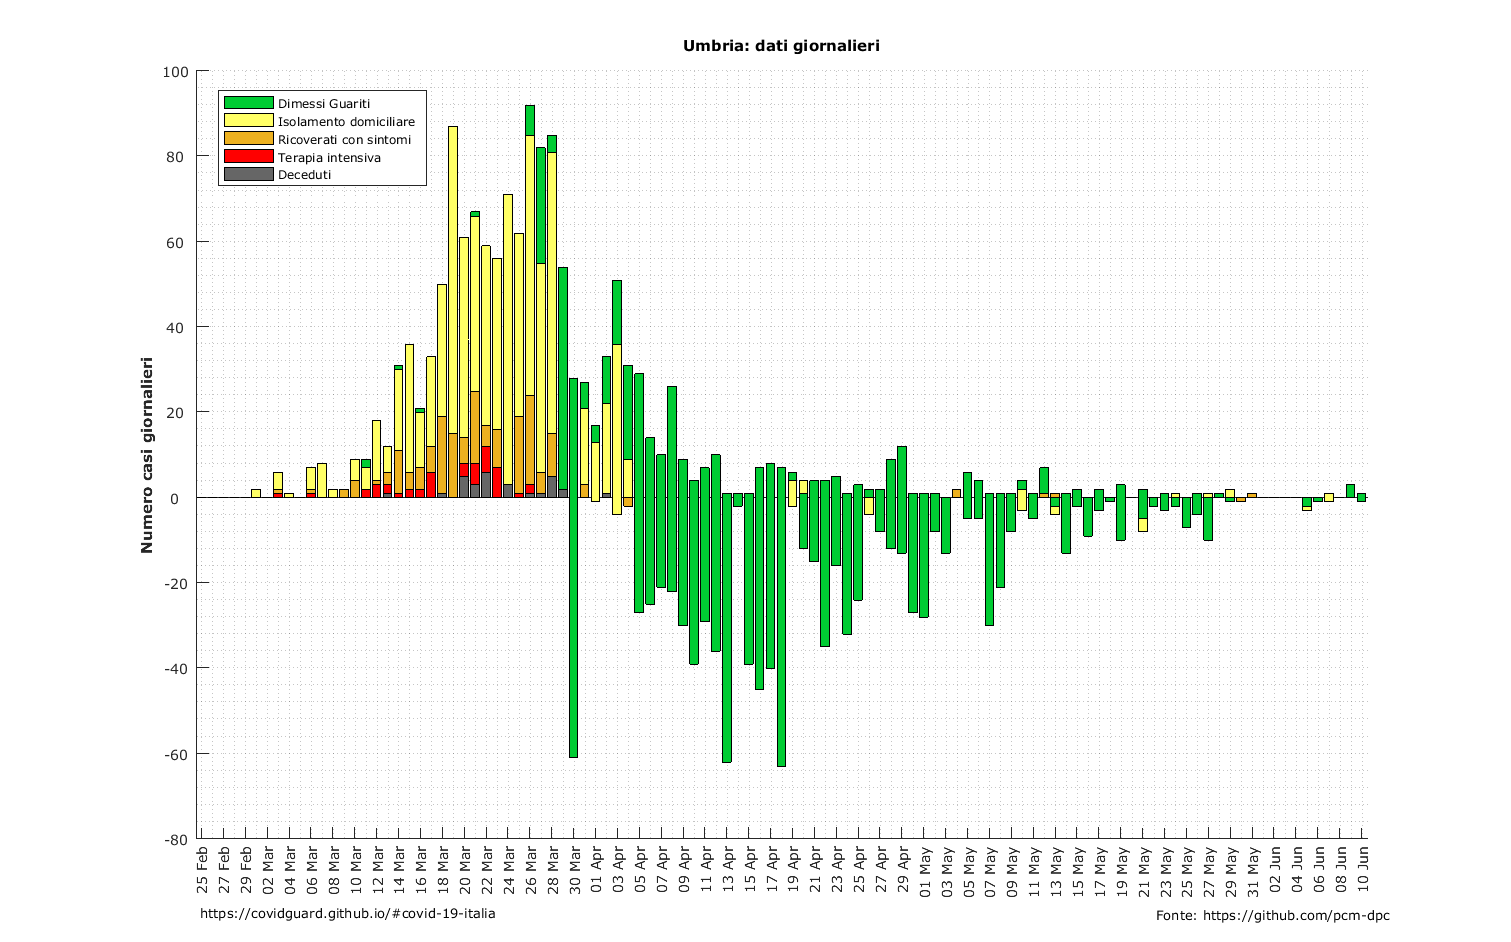 Umbria: dati giornalieri
100
80
60
40
20
0
-20
-40
-60
-80
Numero casi giornalieri
Dimessi Guariti
Isolamento domiciliare
Ricoverati con sintomi
Terapia intensiva
Deceduti
25 Feb
27 Feb
29 Feb
02 Mar
04 Mar
06 Mar
08 Mar
10 Mar
12 Mar
14 Mar
16 Mar
18 Mar
20 Mar
22 Mar
24 Mar
26 Mar
28 Mar
30 Mar
01 Apr
03 Apr
05 Apr
07 Apr
09 Apr
11 Apr
13 Apr
15 Apr
17 Apr
19 Apr
21 Apr
23 Apr
25 Apr
27 Apr
29 Apr
01 May
03 May
05 May
07 May
09 May
11 May
13 May
15 May
17 May
19 May
21 May
23 May
25 May
27 May
29 May
31 May
02 Jun
04 Jun
06 Jun
08 Jun
10 Jun
https://covidguard.github.io/#covid-19-italia
Fonte: https://github.com/pcm-dpc